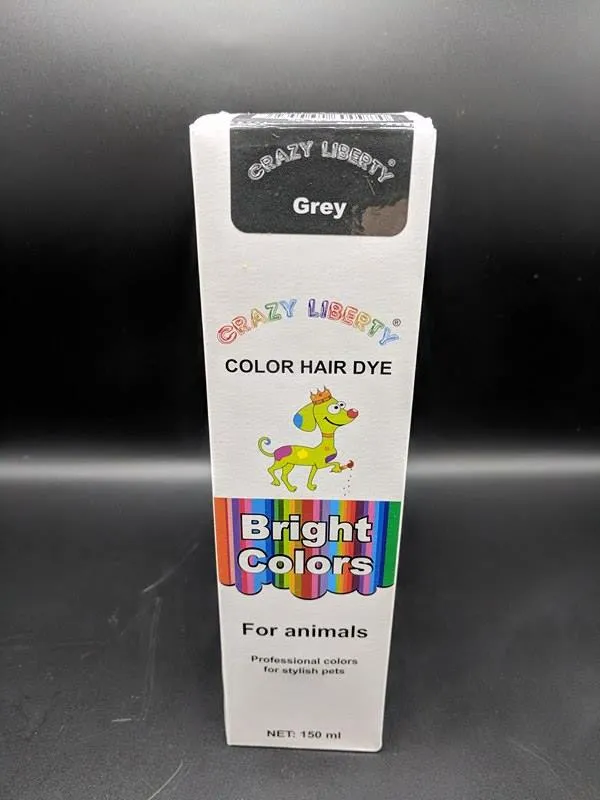 CRAZY LIBERTY®
Grey
CRAZY LIBERTY®
COLOR HAIR DYE
Bright
Colors
For animals
Professional colors
for stylish pets
NET: 150 ml